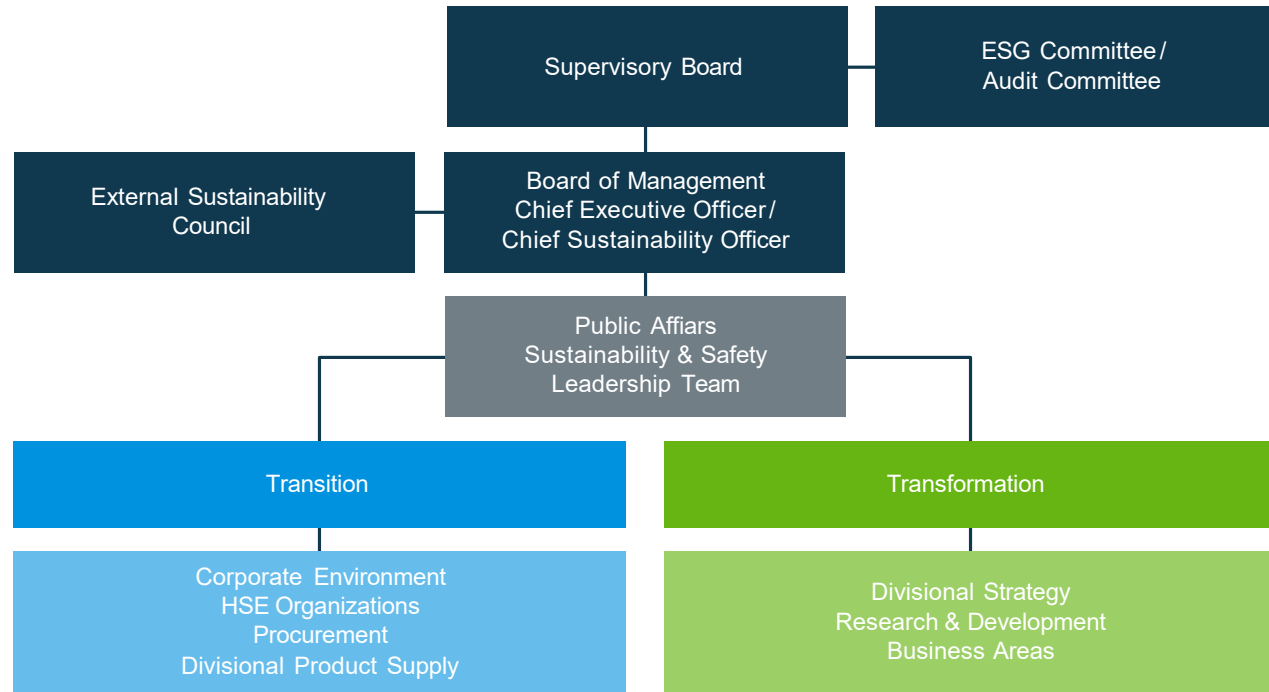 Supervisory Board
ESG Committee /
Audit Committee
External Sustainability
Council
Board of Management
Chief Executive Officer /
Chief Sustainability Officer
Public Affiars
Sustainability & Safety
Leadership Team
Transition
Transformation
Corporate Environment
HSE Organizations
Procurement
Divisional Product Supply
Divisional Strategy
Research & Development
Business Areas